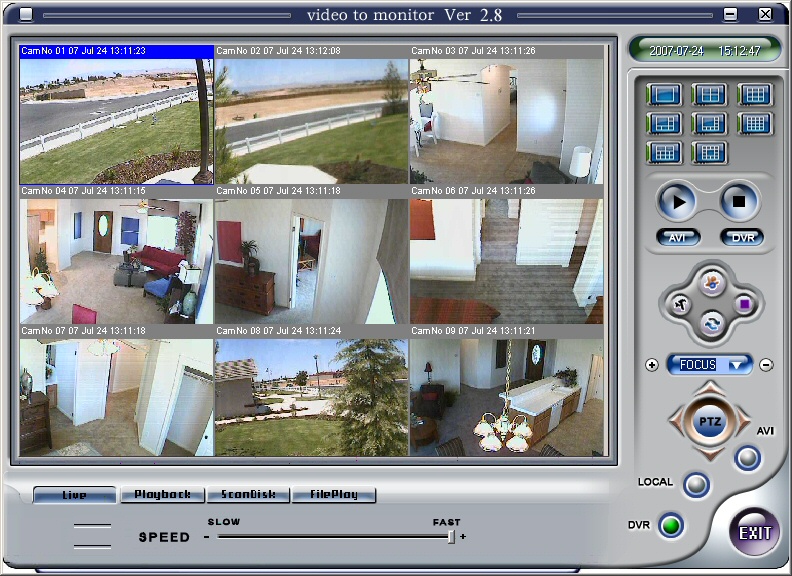 video to monitor Ver 2.8
CamNo 01 07 Jul 24 13:11:23
CamNo 02 07 Jul 24 13:12:08
CamNo 03 07 Jul 24 13:11:26
2007-07-24 15:12:47
CamNo 04 07 Jul 24 13:11:15
CamNo 05 07 Jul 24 13:11:18
CamNo 06 07 Jul 24 13:11:26
AVI DVR
CamNo 07 07 Jul 24 13:11:18
CamNo 08 07 Jul 24 13:11:24
CamNo 09 07 Jul 24 13:11:21
+ FOCUS -
PTZ
AVI
LOCAL
DVR
EXIT
Live Playback ScanDisk FilePlay
SLOW FAST
SPEED - +